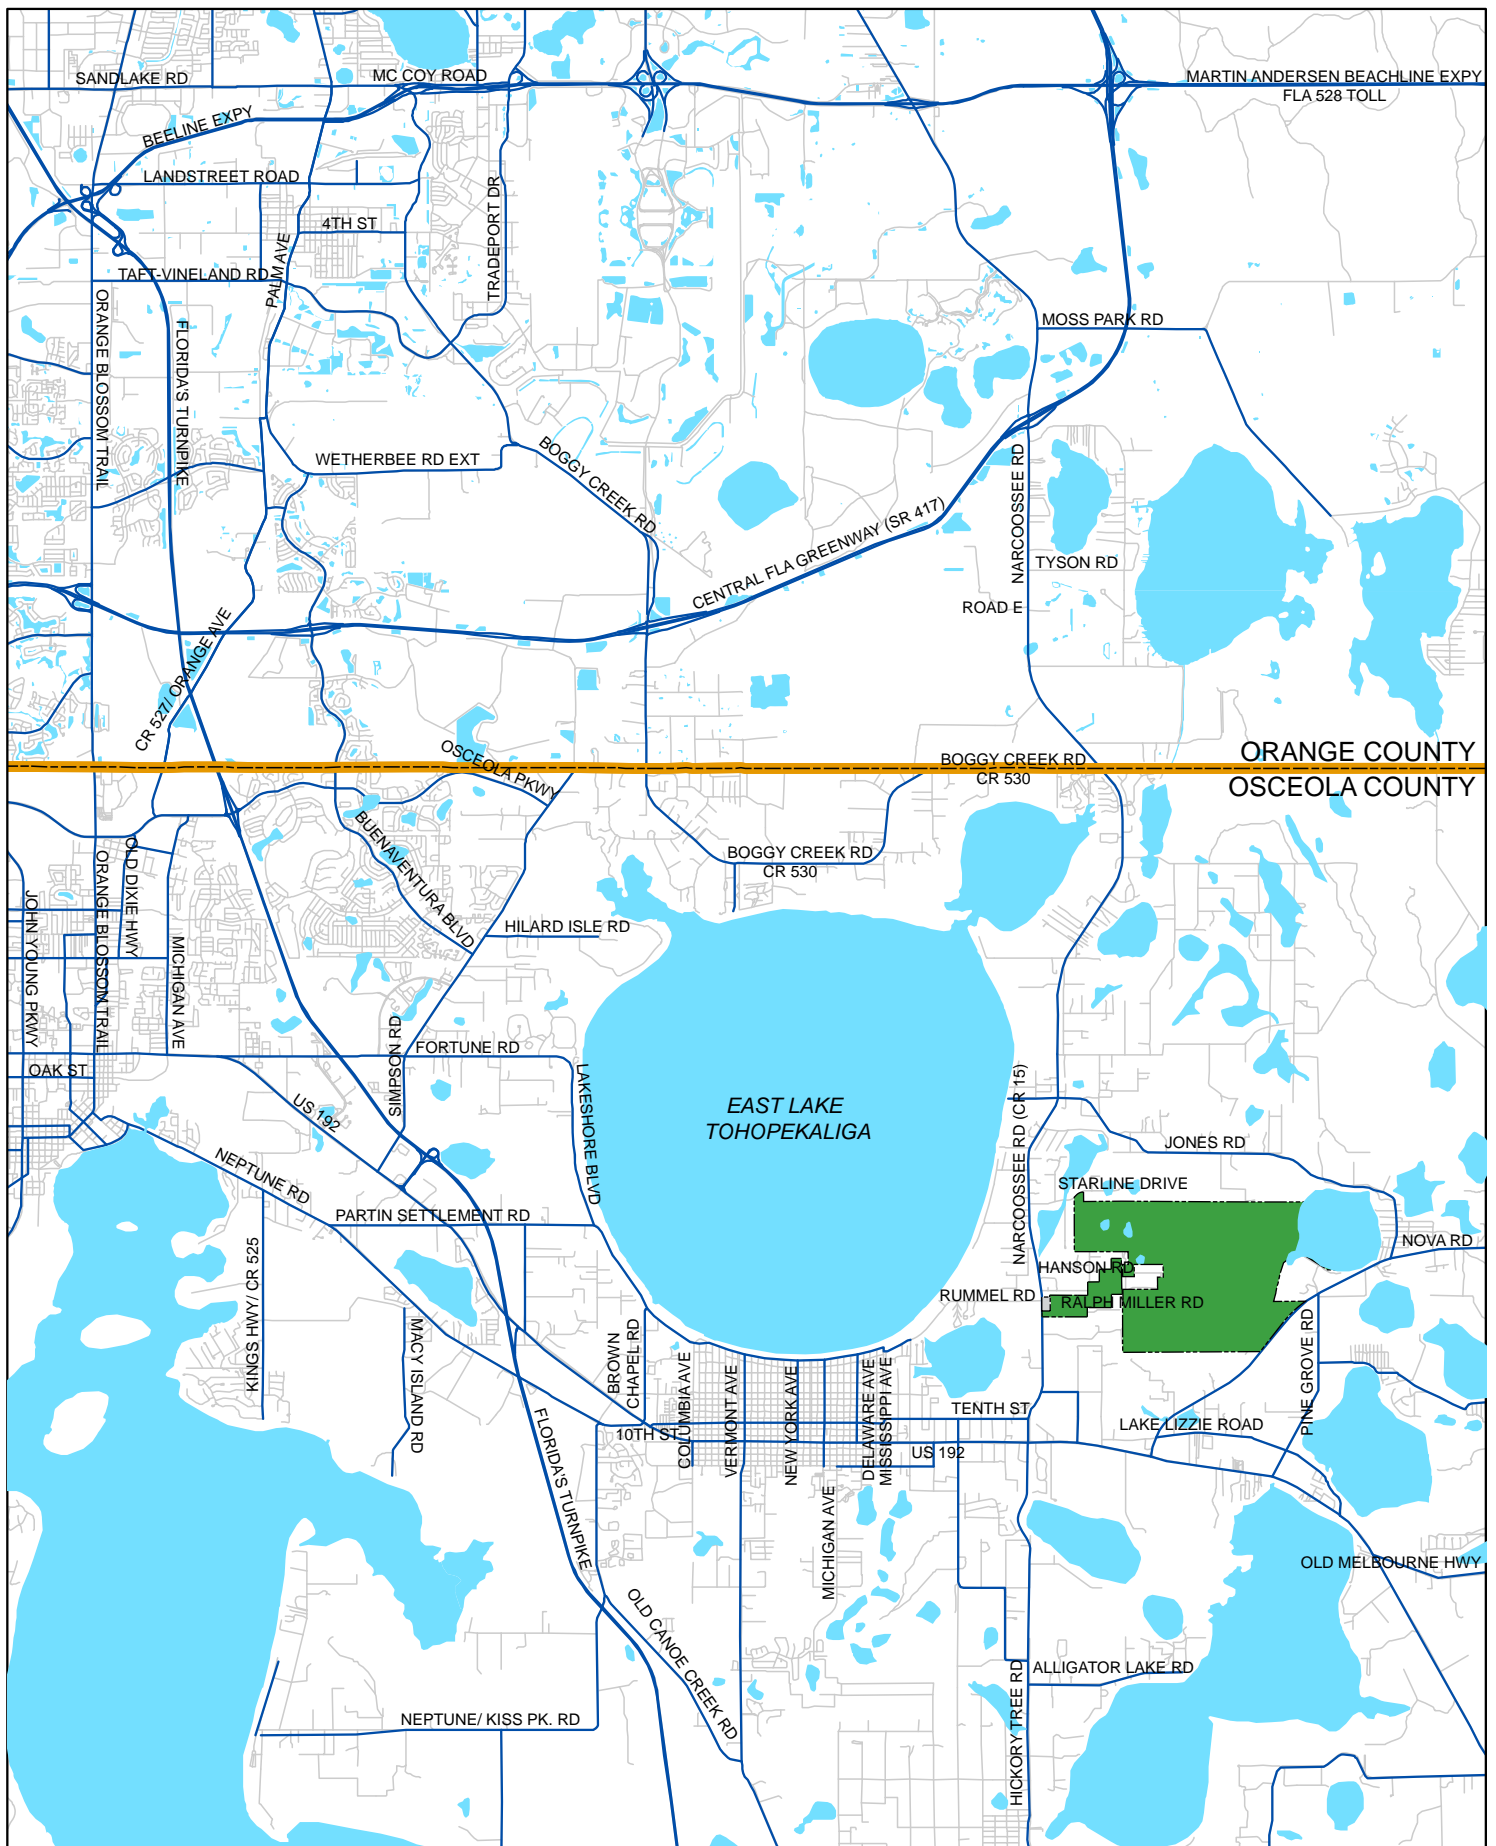 SANDLAKE RD
MC COY ROAD
MARTIN ANDERSEN BEACHLINE EXPY
FLA 528 TOLL
BEELINE EXPY
LANDSTREET ROAD
TRADEPORT DR
4TH ST
PALM AVE
TAFT-VINELAND RD
ORANGE BLOSSOM TRAIL
FLORIDA'S TURNPIKE
MOSS PARK RD
WETHERBEE RD EXT
BOGGY CREEK RD
NARCOOSSEE RD
CENTRAL FLA GREENWAY (SR 417)
TYSON RD
ROAD E
CR 527/ ORANGE AVE
OSCEOLA PKWY
BOGGY CREEK RD
CR 530
ORANGE COUNTY
OSCEOLA COUNTY
BUENAVENTURA BLVD
OLD DIXIE HWY
ORANGE BLOSSOM TRAIL
JOHN YOUNG PKWY
MICHIGAN AVE
BOGGY CREEK RD
CR 530
HILARD ISLE RD
SIMPSON RD
FORTUNE RD
OAK ST
US 192
LAKESHORE BLVD
EAST LAKE
TOHOPEKALIGA
NARCOOSSEE RD (CR 15)
JONES RD
NEPTUNE RD
STARLINE DRIVE
PARTIN SETTLEMENT RD
NOVA RD
KINGS HWY/ CR 525
HANSON RD
RUMMEL RD
RALPH MILLER RD
MACY ISLAND RD
BROWN
CHAPEL RD
PINE GROVE RD
COLUMBIA AVE
VERMONT AVE
NEW YORK AVE
DELAWARE AVE
MISSISSIPPI AVE
TENTH ST
LAKE LIZZIE ROAD
10TH ST
US 192
FLORIDA'S TURNPIKE
MICHIGAN AVE
OLD MELBOURNE HWY
OLD CANOE CREEK RD
ALLIGATOR LAKE RD
HICKORY TREE RD
NEPTUNE/ KISS PK. RD